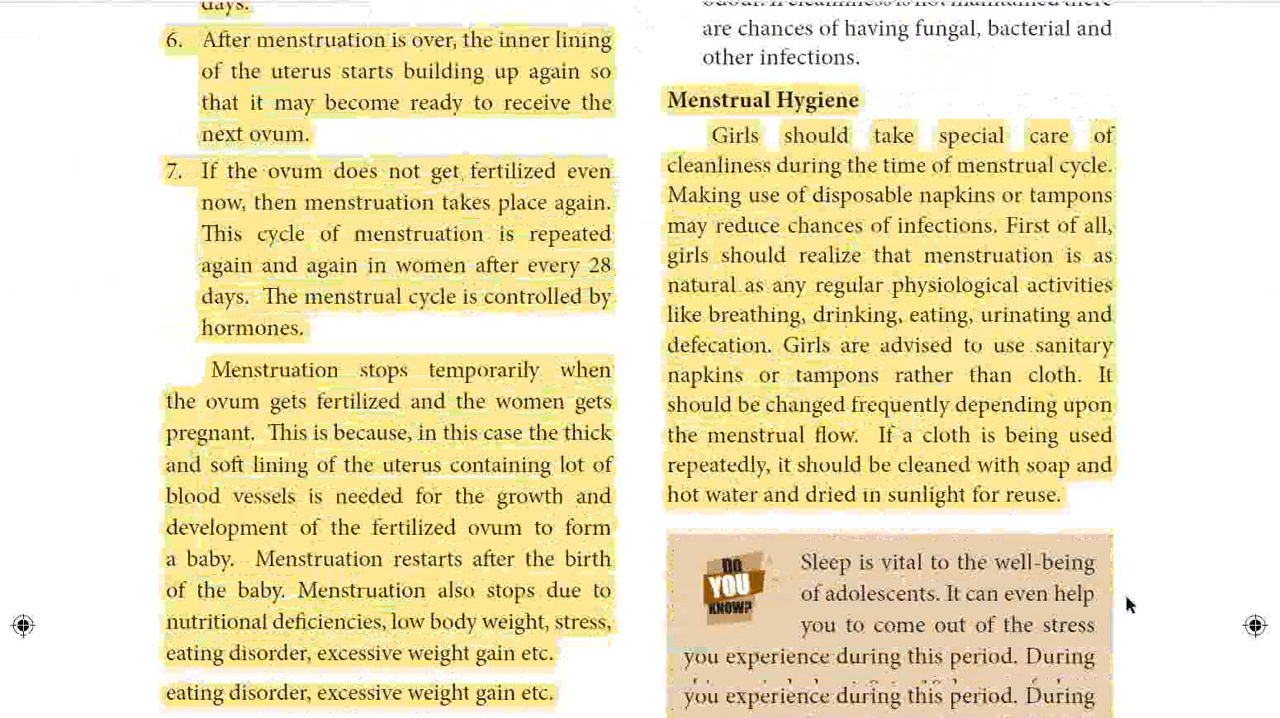 days.
6. After menstruation is over, the inner lining
of the uterus starts building up again so
that it may become ready to receive the
next ovum.
7. If the ovum does not get fertilized even
now, then menstruation takes place again.
This cycle of menstruation is repeated
again and again in women after every 28
days. The menstrual cycle is controlled by
hormones.
Menstruation stops temporarily when
the ovum gets fertilized and the women gets
pregnant. This is because, in this case the thick
and soft lining of the uterus containing lot of
blood vessels is needed for the growth and
development of the fertilized ovum to form
a baby. Menstruation restarts after the birth
of the baby. Menstruation also stops due to
nutritional deficiencies, low body weight, stress,
eating disorder, excessive weight gain etc.
eating disorder, excessive weight gain etc.
odour. If cleanliness is not maintained there
are chances of having fungal, bacterial and
other infections.
Menstrual Hygiene
Girls should take special care of
cleanliness during the time of menstrual cycle.
Making use of disposable napkins or tampons
may reduce chances of infections. First of all,
girls should realize that menstruation is as
natural as any regular physiological activities
like breathing, drinking, eating, urinating and
defecation. Girls are advised to use sanitary
napkins or tampons rather than cloth. It
should be changed frequently depending upon
the menstrual flow. If a cloth is being used
repeatedly, it should be cleaned with soap and
hot water and dried in sunlight for reuse.
DO
YOU
KNOW?
Sleep is vital to the well-being
of adolescents. It can even help
you to come out of the stress
you experience during this period. During
you experience during this period. During